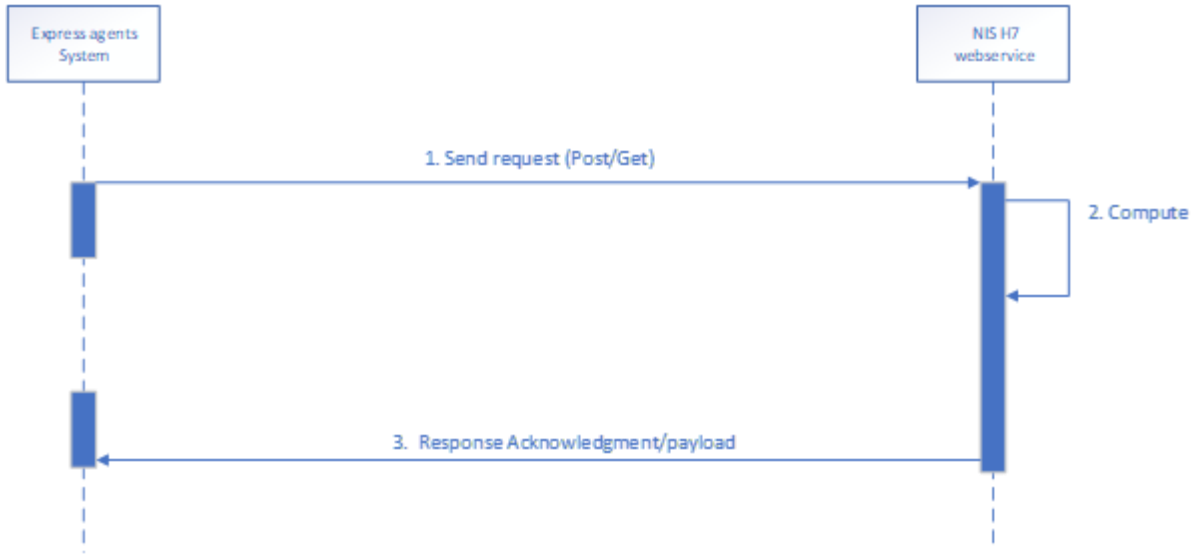 Express agents
System
NIS H7
webservice
1. Send request (Post/Get)
2. Compute
3. Response Acknowledgment/payload